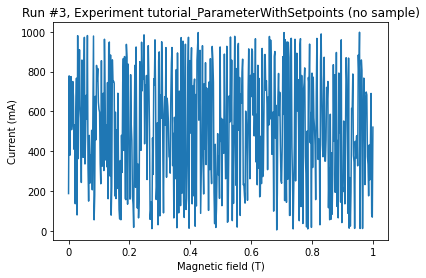 Run #3, Experiment tutorial_ParameterWithSetpoints (no sample)
1000
800
600
400
200
0
Current (mA)
0 0.2 0.4 0.6 0.8 1
Magnetic field (T)